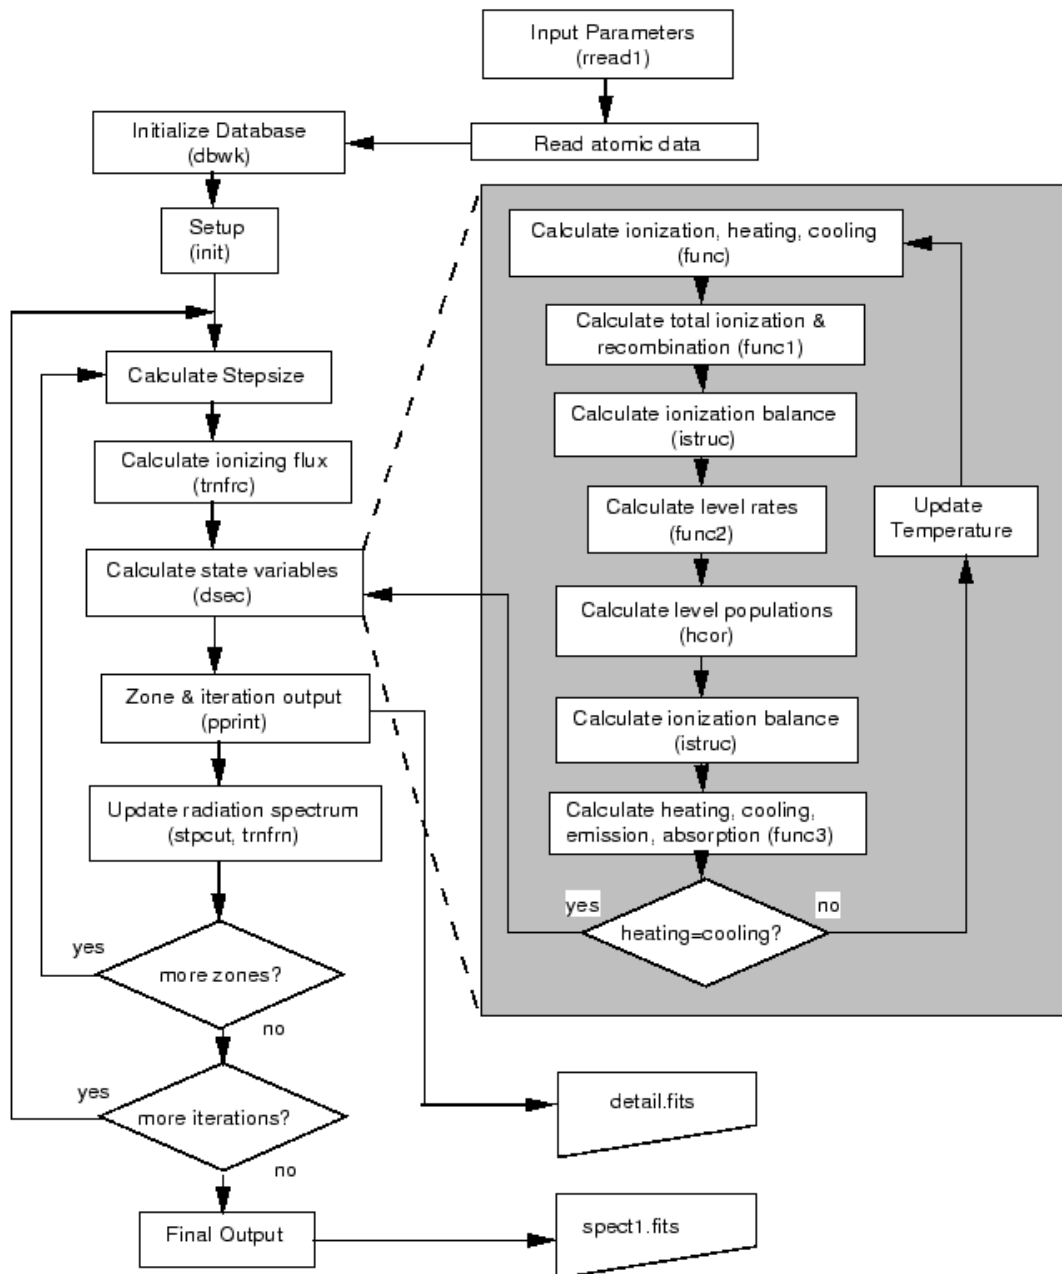 Input Parameters
(rread1)
Read atomic data
Initialize Database
(dbwk)
Setup
(init)
Calculate Stepsize
Calculate ionizing flux
(trnfrc)
Calculate state variables
(dsec)
Zone & iteration output
(pprint)
Update radiation spectrum
(stpcut, trnfrn)
yes
more zones?
no
yes
more iterations?
no
Final Output
Calculate ionization, heating, cooling
(func)
Calculate total ionization &
recombination (func1)
Calculate ionization balance
(istruc)
Calculate level rates
(func2)
Calculate level populations
(hcor)
Calculate ionization balance
(istruc)
Calculate heating, cooling,
emission, absorption (func3)
yes
heating=cooling?
no
Update
Temperature
detail.fits
spect1.fits